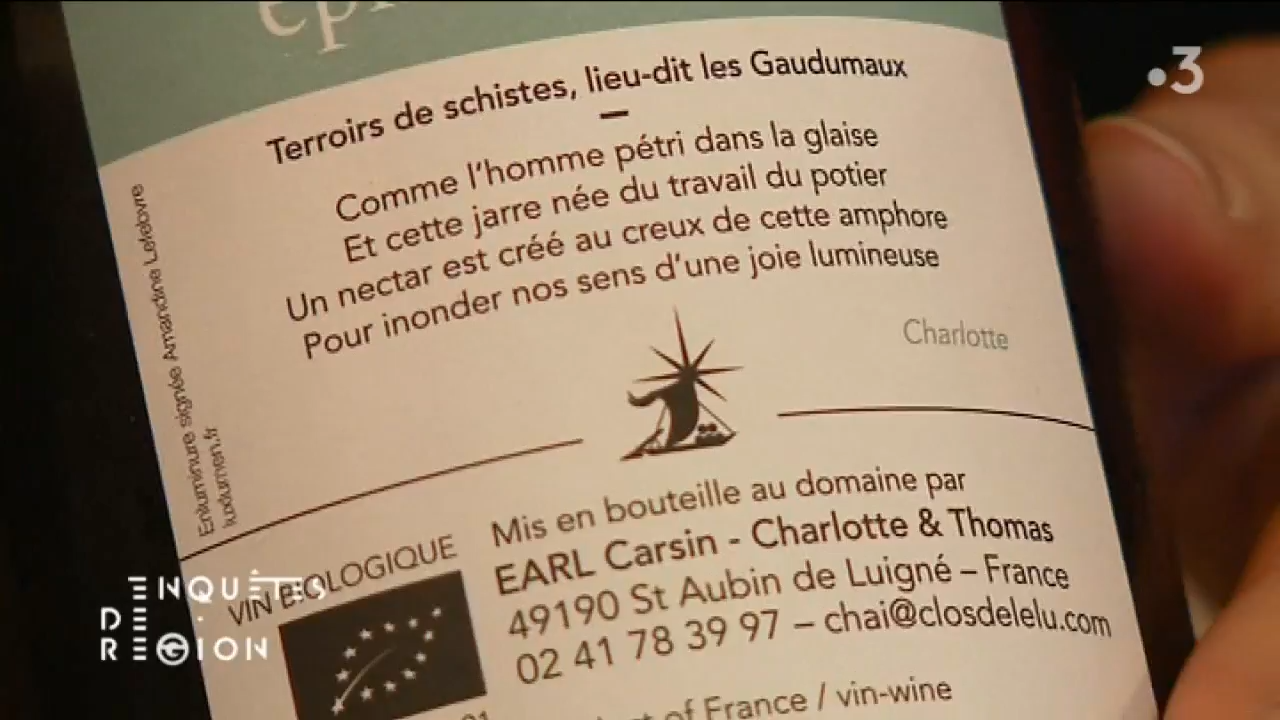 Terroirs de schistes, lieu-dit les Gaudumaux
Comme l'homme pétri dans la glaise
Et cette jarre née du travail du potier
Un nectar est créé au creux de cette amphore
Pour inonder nos sens d'une joie lumineuse
Charlotte
Enluminure signée Amandine Lefebvre
luxlumen.fr
VIN BIOLOGIQUE
Mis en bouteille au domaine par
EARL Carsin - Charlotte & Thomas
49190 St Aubin de Luigné – France
02 41 78 39 97 – chai@closdelelu.com
of France / vin-wine
ENQUÊTES
DE
RÉGION
.3